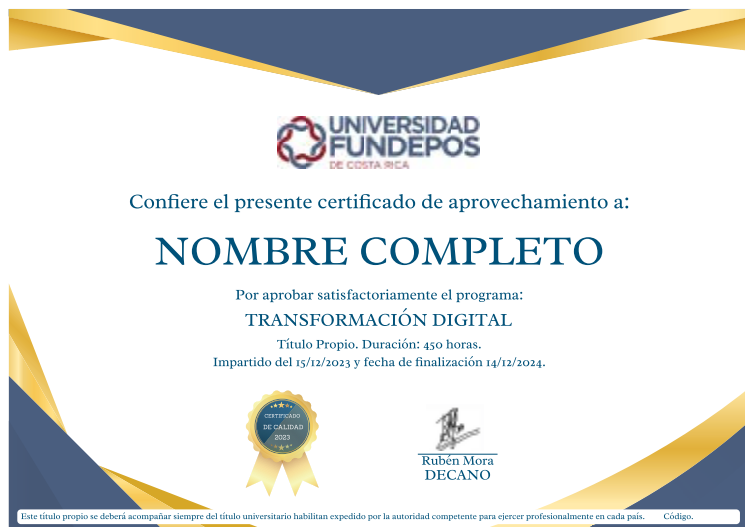 UNIVERSIDAD
FUNDEPOS
DE COSTA RICA
Confiere el presente certificado de aprovechamiento a:
NOMBRE COMPLETO
Por aprobar satisfactoriamente el programa:
TRANSFORMACIÓN DIGITAL
Título Propio. Duración: 450 horas.
Impartido del 15/12/2023 y fecha de finalización 14/12/2024.
CERTIFICADO
DE CALIDAD
2023
Rubén Mora
DECANO
Este título propio se deberá acompañar siempre del título universitario habilitan expedido por la autoridad competente para ejercer profesionalmente en cada país. Código.